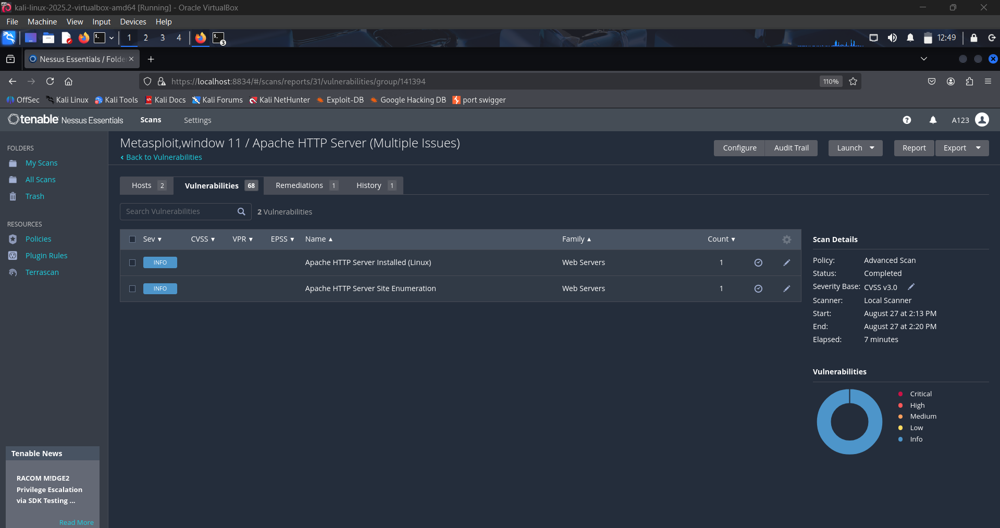 kali-linux-2025.2-virtualbox-amd64 [Running] - Oracle VirtualBox
File Machine View Input Devices Help
1 2 3 4 3 12:49
Nessus Essentials / Folde
https://localhost:8834/#/scans/reports/31/vulnerabilities/group/141394 110%
OffSec Kali Linux Kali Tools Kali Docs Kali Forums Kali NetHunter Exploit-DB Google Hacking DB port swigger
tenable Nessus Essentials Scans Settings A123
FOLDERS
My Scans
All Scans
Trash
RESOURCES
Policies
Plugin Rules
Terrascan
Tenable News
RACOM M!DGE2
Privilege Escalation
via SDK Testing ...
Read More
Metasploit,window 11 / Apache HTTP Server (Multiple Issues)
Back to Vulnerabilities
Configure Audit Trail Launch Report Export
Hosts 2 Vulnerabilities 68 Remediations 1 History 1
Search Vulnerabilities 2 Vulnerabilities
Sev CVSS VPR EPSS Name Family Count
INFO Apache HTTP Server Installed (Linux) Web Servers 1
INFO Apache HTTP Server Site Enumeration Web Servers 1
Scan Details
Policy: Advanced Scan
Status: Completed
Severity Base: CVSS v3.0
Scanner: Local Scanner
Start: August 27 at 2:13 PM
End: August 27 at 2:20 PM
Elapsed: 7 minutes
Vulnerabilities
Critical
High
Medium
Low
Info